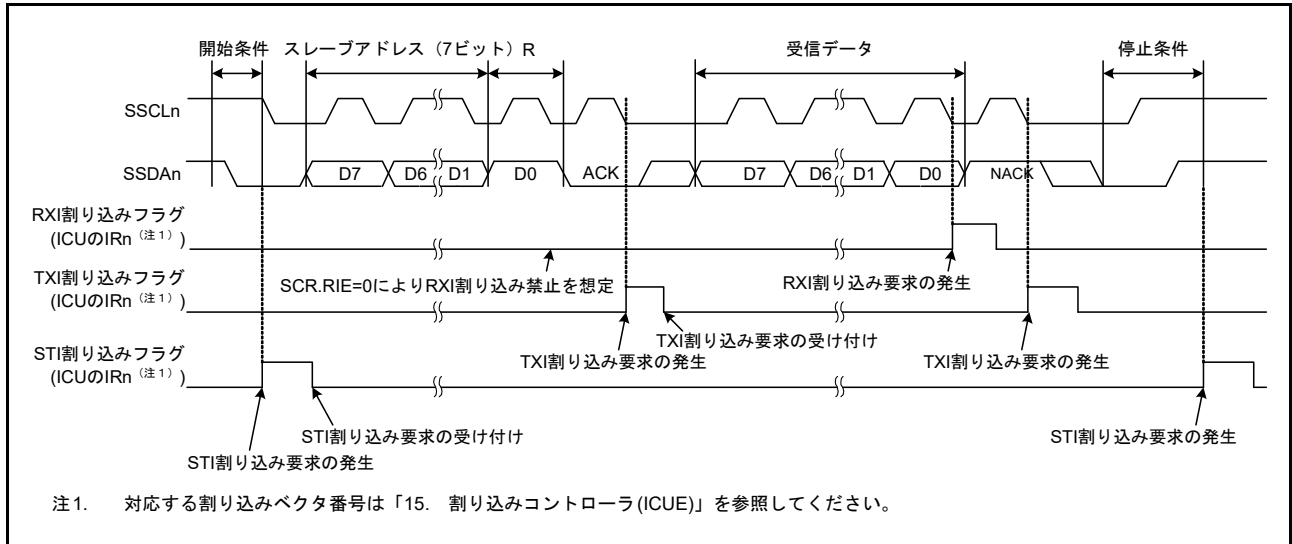 開始条件 スレーブアドレス（7ビット）R 受信データ 停止条件
SSCLn
SSDAn D7 D6 D1 D0 ACK D7 D6 D1 D0 NACK
RXI割り込みフラグ
(ICUのIRn（注1）)
SCR.RIE=0によりRXI割り込み禁止を想定 RXI割り込み要求の発生
TXI割り込みフラグ
(ICUのIRn（注1）)
TXI割り込み要求の受け付け
TXI割り込み要求の発生 TXI割り込み要求の発生
STI割り込みフラグ
(ICUのIRn（注1）)
STI割り込み要求の受け付け STI割り込み要求の発生
STI割り込み要求の発生
注1. 対応する割り込みベクタ番号は「15. 割り込みコントローラ(ICUE)」を参照してください。